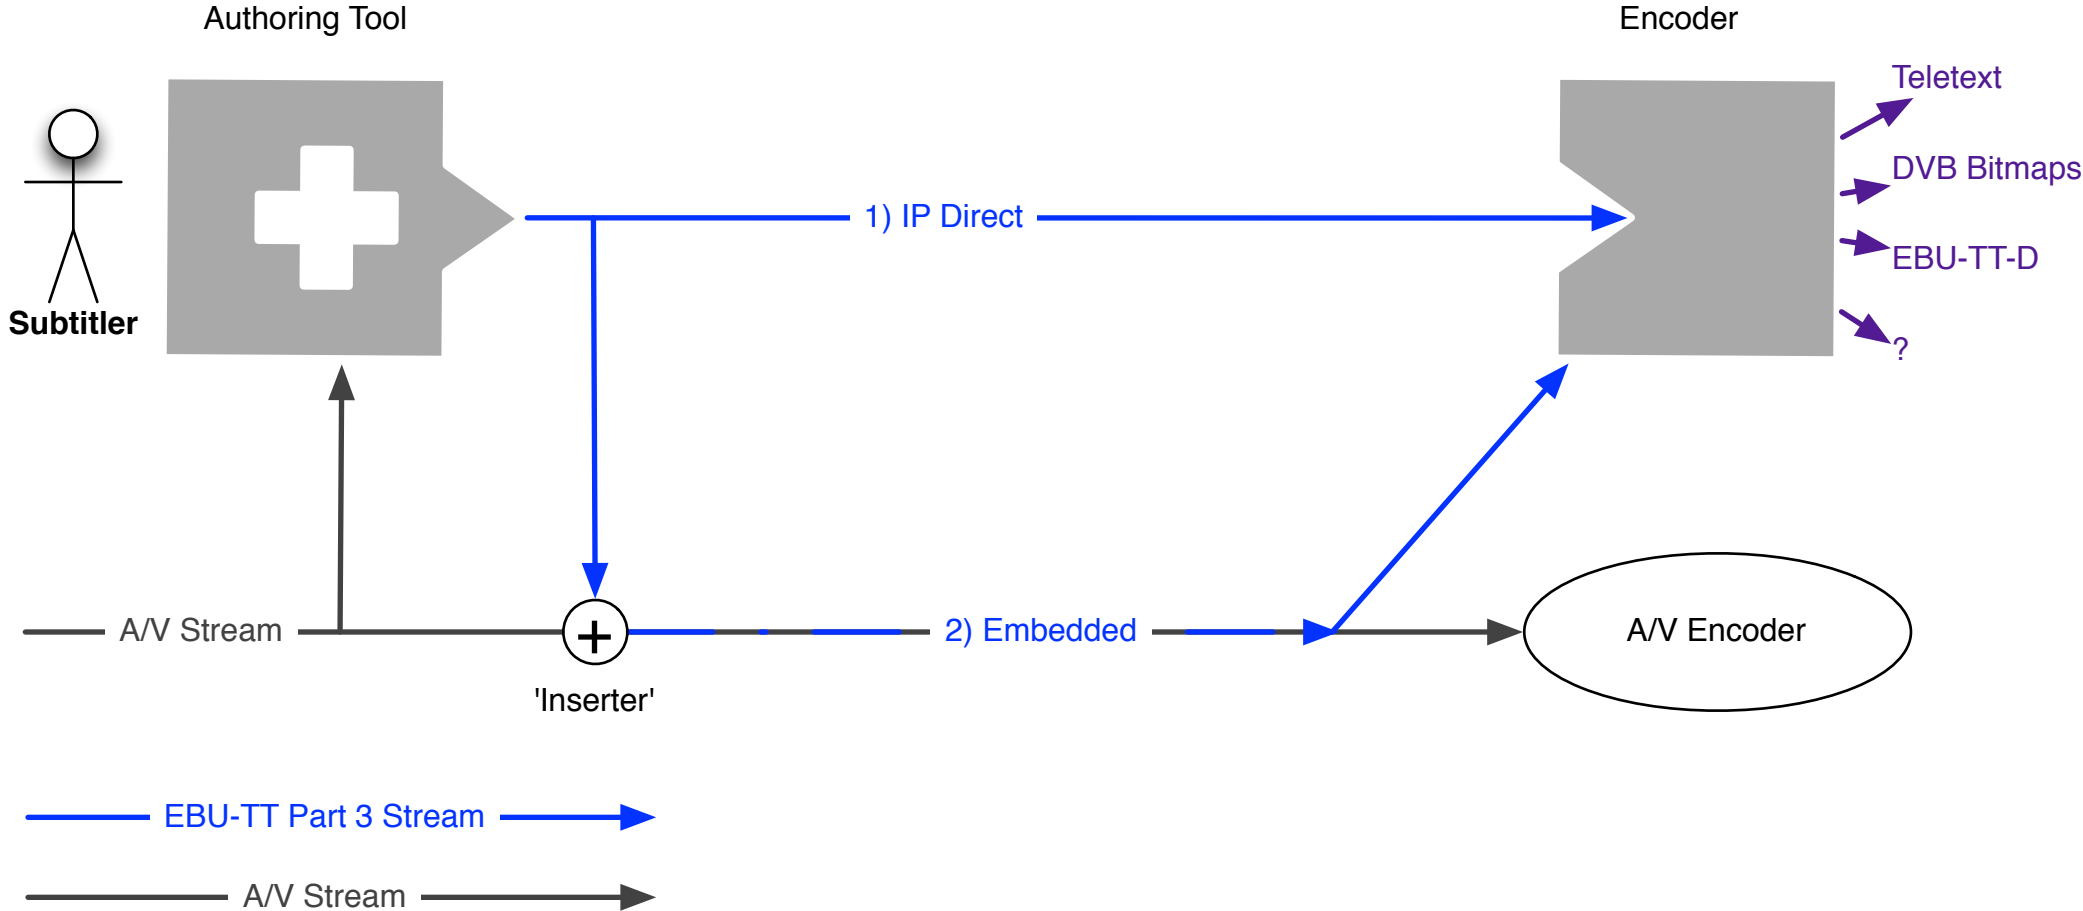 Authoring Tool
Encoder
Teletext
DVB Bitmaps
EBU-TT-D
?
Subtitler
1) IP Direct
A/V Stream
+
2) Embedded
A/V Encoder
'Inserter'
EBU-TT Part 3 Stream
A/V Stream